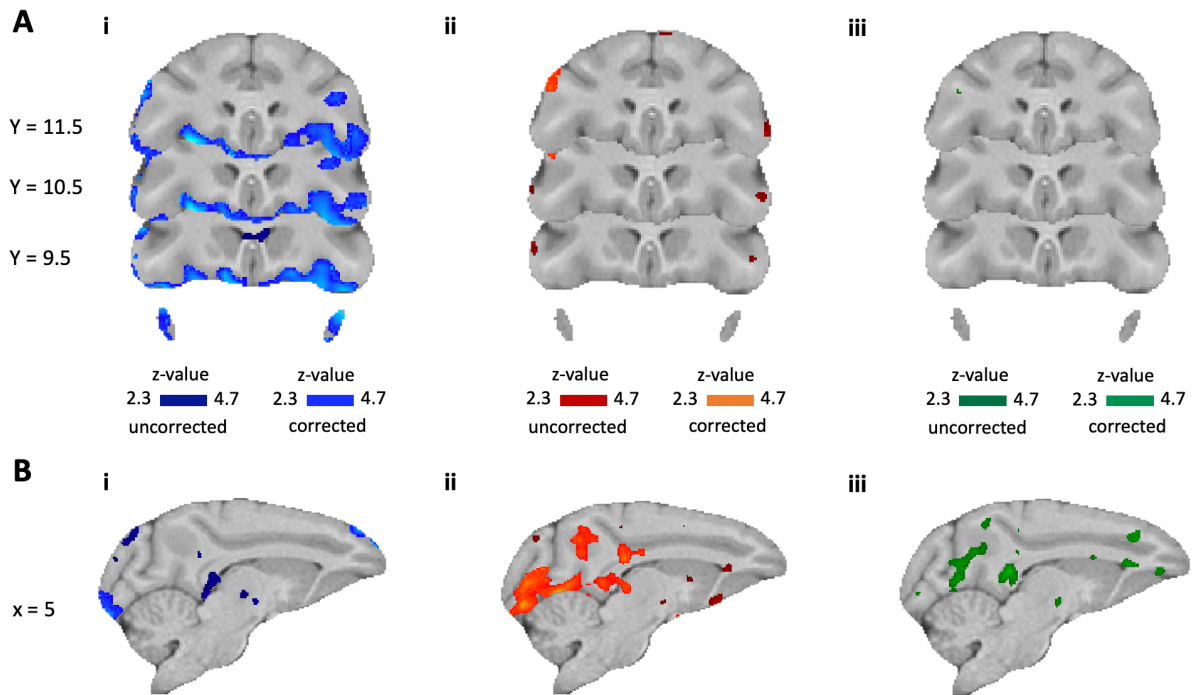 A
i
ii
iii
Y = 11.5
Y = 10.5
Y = 9.5
z-value z-value z-value z-value z-value z-value
2.3 4.7 2.3 4.7 2.3 4.7 2.3 4.7 2.3 4.7 2.3 4.7
uncorrected corrected uncorrected corrected uncorrected corrected
B
i
ii
iii
x = 5